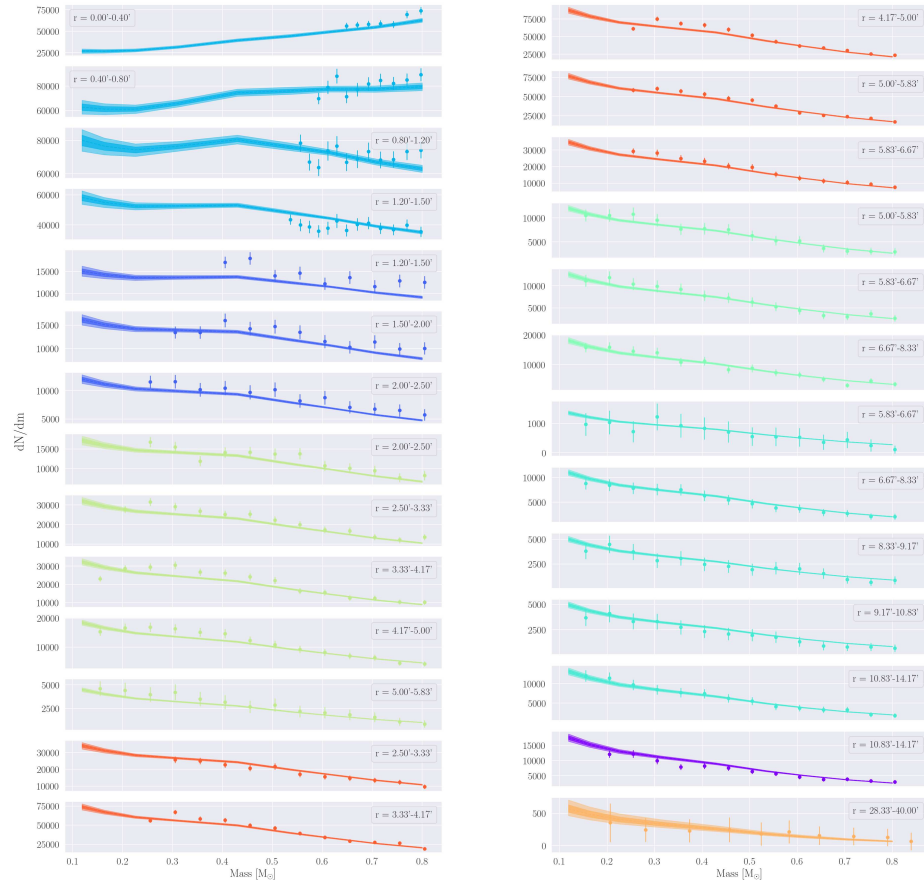 75000
50000
25000
r = 0.00'-0.40'
80000
60000
r = 0.40'-0.80'
80000
60000
r = 0.80'-1.20'
60000
40000
r = 1.20'-1.50'
15000
10000
r = 1.20'-1.50'
15000
10000
r = 1.50'-2.00'
10000
5000
r = 2.00'-2.50'
15000
10000
r = 2.00'-2.50'
30000
20000
10000
r = 2.50'-3.33'
30000
20000
10000
r = 3.33'-4.17'
20000
10000
r = 4.17'-5.00'
5000
2500
r = 5.00'-5.83'
30000
20000
10000
r = 2.50'-3.33'
75000
50000
25000
r = 3.33'-4.17'
0.1 0.2 0.3 0.4 0.5 0.6 0.7 0.8
Mass [M☉]
dN/dm
75000
50000
25000
r = 4.17'-5.00'
75000
50000
25000
r = 5.00'-5.83'
30000
20000
10000
r = 5.83'-6.67'
10000
5000
r = 5.00'-5.83'
10000
5000
r = 5.83'-6.67'
20000
10000
r = 6.67'-8.33'
1000
0
r = 5.83'-6.67'
10000
5000
0
r = 6.67'-8.33'
5000
2500
0
r = 8.33'-9.17'
5000
2500
r = 9.17'-10.83'
10000
5000
r = 10.83'-14.17'
15000
10000
5000
r = 10.83'-14.17'
500
0
r = 28.33'-40.00'
0.1 0.2 0.3 0.4 0.5 0.6 0.7 0.8
Mass [M☉]